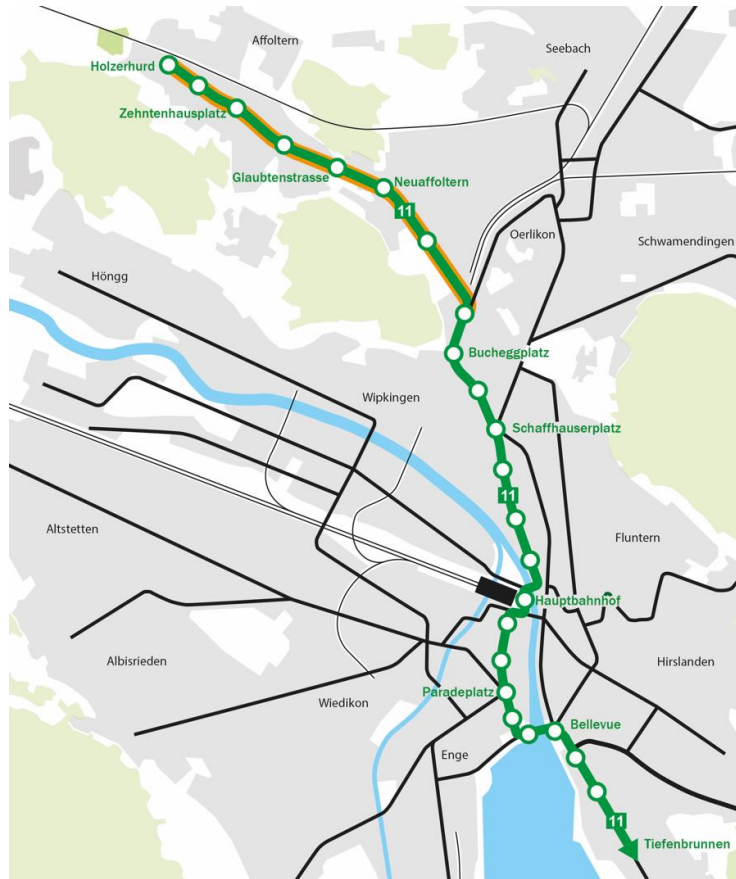 Affoltern
Seebach
Holzerhurd
Zehntenhausplatz
Glaubtenstrasse
Neuaffoltern
11
Oerlikon
Schwamendingen
Höngg
Bucheggplatz
Wipkingen
Schaffhauserplatz
11
Altstetten
Fluntern
Hauptbahnhof
Albisrieden
Hirslanden
Paradeplatz
Wiedikon
Bellevue
Enge
11
Tiefenbrunnen